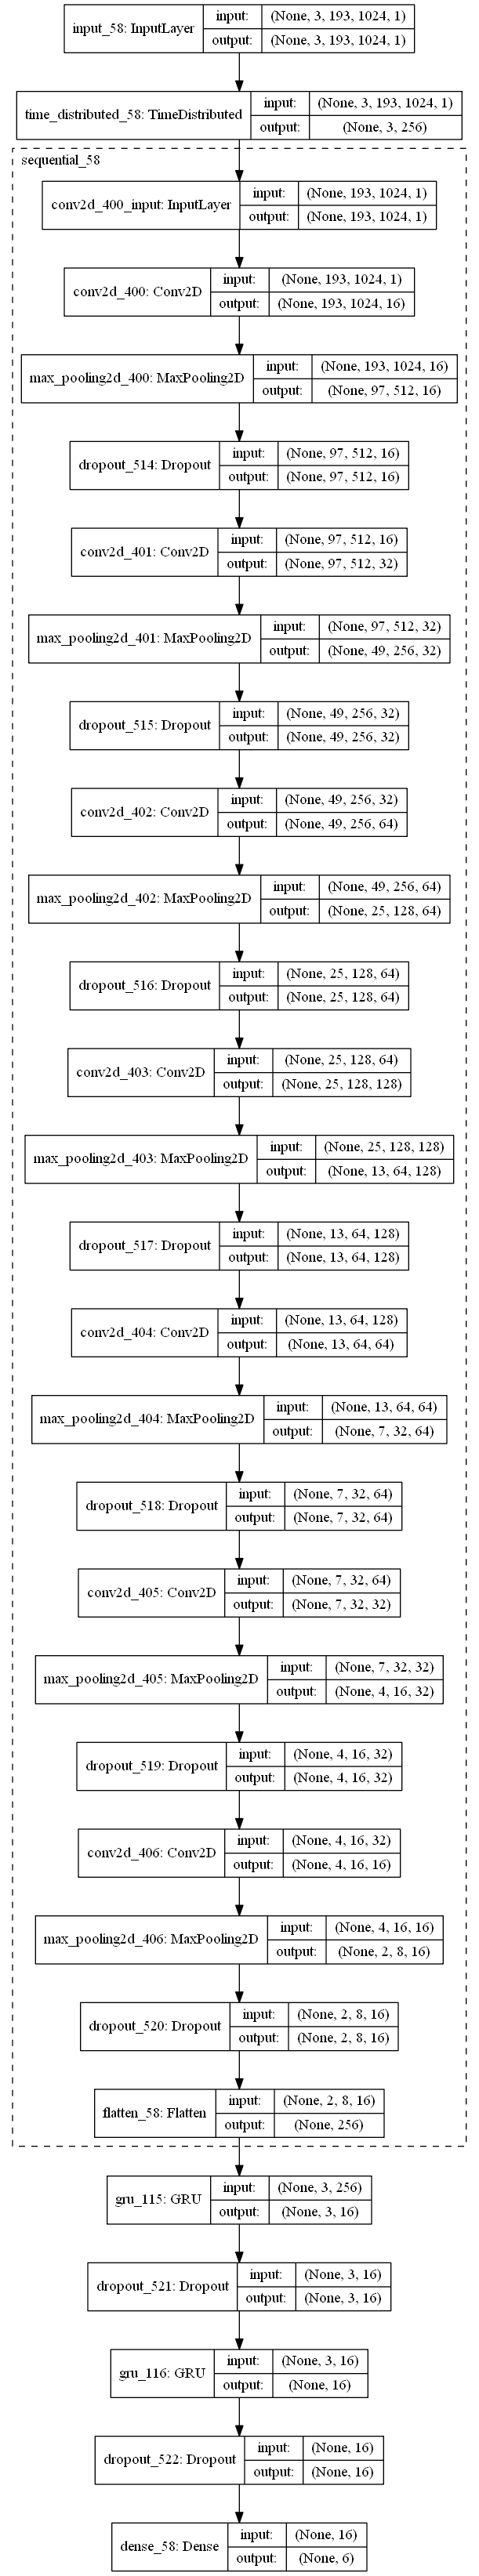 input_58: InputLayer
input: (None, 3, 193, 1024, 1)
output: (None, 3, 193, 1024, 1)
time_distributed_58: TimeDistributed
input: (None, 3, 193, 1024, 1)
output: (None, 3, 256)
sequential_58
conv2d_400_input: InputLayer
input: (None, 193, 1024, 1)
output: (None, 193, 1024, 1)
conv2d_400: Conv2D
input: (None, 193, 1024, 1)
output: (None, 193, 1024, 16)
max_pooling2d_400: MaxPooling2D
input: (None, 193, 1024, 16)
output: (None, 97, 512, 16)
dropout_514: Dropout
input: (None, 97, 512, 16)
output: (None, 97, 512, 16)
conv2d_401: Conv2D
input: (None, 97, 512, 16)
output: (None, 97, 512, 32)
max_pooling2d_401: MaxPooling2D
input: (None, 97, 512, 32)
output: (None, 49, 256, 32)
dropout_515: Dropout
input: (None, 49, 256, 32)
output: (None, 49, 256, 32)
conv2d_402: Conv2D
input: (None, 49, 256, 32)
output: (None, 49, 256, 64)
max_pooling2d_402: MaxPooling2D
input: (None, 49, 256, 64)
output: (None, 25, 128, 64)
dropout_516: Dropout
input: (None, 25, 128, 64)
output: (None, 25, 128, 64)
conv2d_403: Conv2D
input: (None, 25, 128, 64)
output: (None, 25, 128, 128)
max_pooling2d_403: MaxPooling2D
input: (None, 25, 128, 128)
output: (None, 13, 64, 128)
dropout_517: Dropout
input: (None, 13, 64, 128)
output: (None, 13, 64, 128)
conv2d_404: Conv2D
input: (None, 13, 64, 128)
output: (None, 13, 64, 64)
max_pooling2d_404: MaxPooling2D
input: (None, 13, 64, 64)
output: (None, 7, 32, 64)
dropout_518: Dropout
input: (None, 7, 32, 64)
output: (None, 7, 32, 64)
conv2d_405: Conv2D
input: (None, 7, 32, 64)
output: (None, 7, 32, 32)
max_pooling2d_405: MaxPooling2D
input: (None, 7, 32, 32)
output: (None, 4, 16, 32)
dropout_519: Dropout
input: (None, 4, 16, 32)
output: (None, 4, 16, 32)
conv2d_406: Conv2D
input: (None, 4, 16, 32)
output: (None, 4, 16, 16)
max_pooling2d_406: MaxPooling2D
input: (None, 4, 16, 16)
output: (None, 2, 8, 16)
dropout_520: Dropout
input: (None, 2, 8, 16)
output: (None, 2, 8, 16)
flatten_58: Flatten
input: (None, 2, 8, 16)
output: (None, 256)
gru_115: GRU
input: (None, 3, 256)
output: (None, 3, 16)
dropout_521: Dropout
input: (None, 3, 16)
output: (None, 3, 16)
gru_116: GRU
input: (None, 3, 16)
output: (None, 16)
dropout_522: Dropout
input: (None, 16)
output: (None, 16)
dense_58: Dense
input: (None, 16)
output: (None, 6)